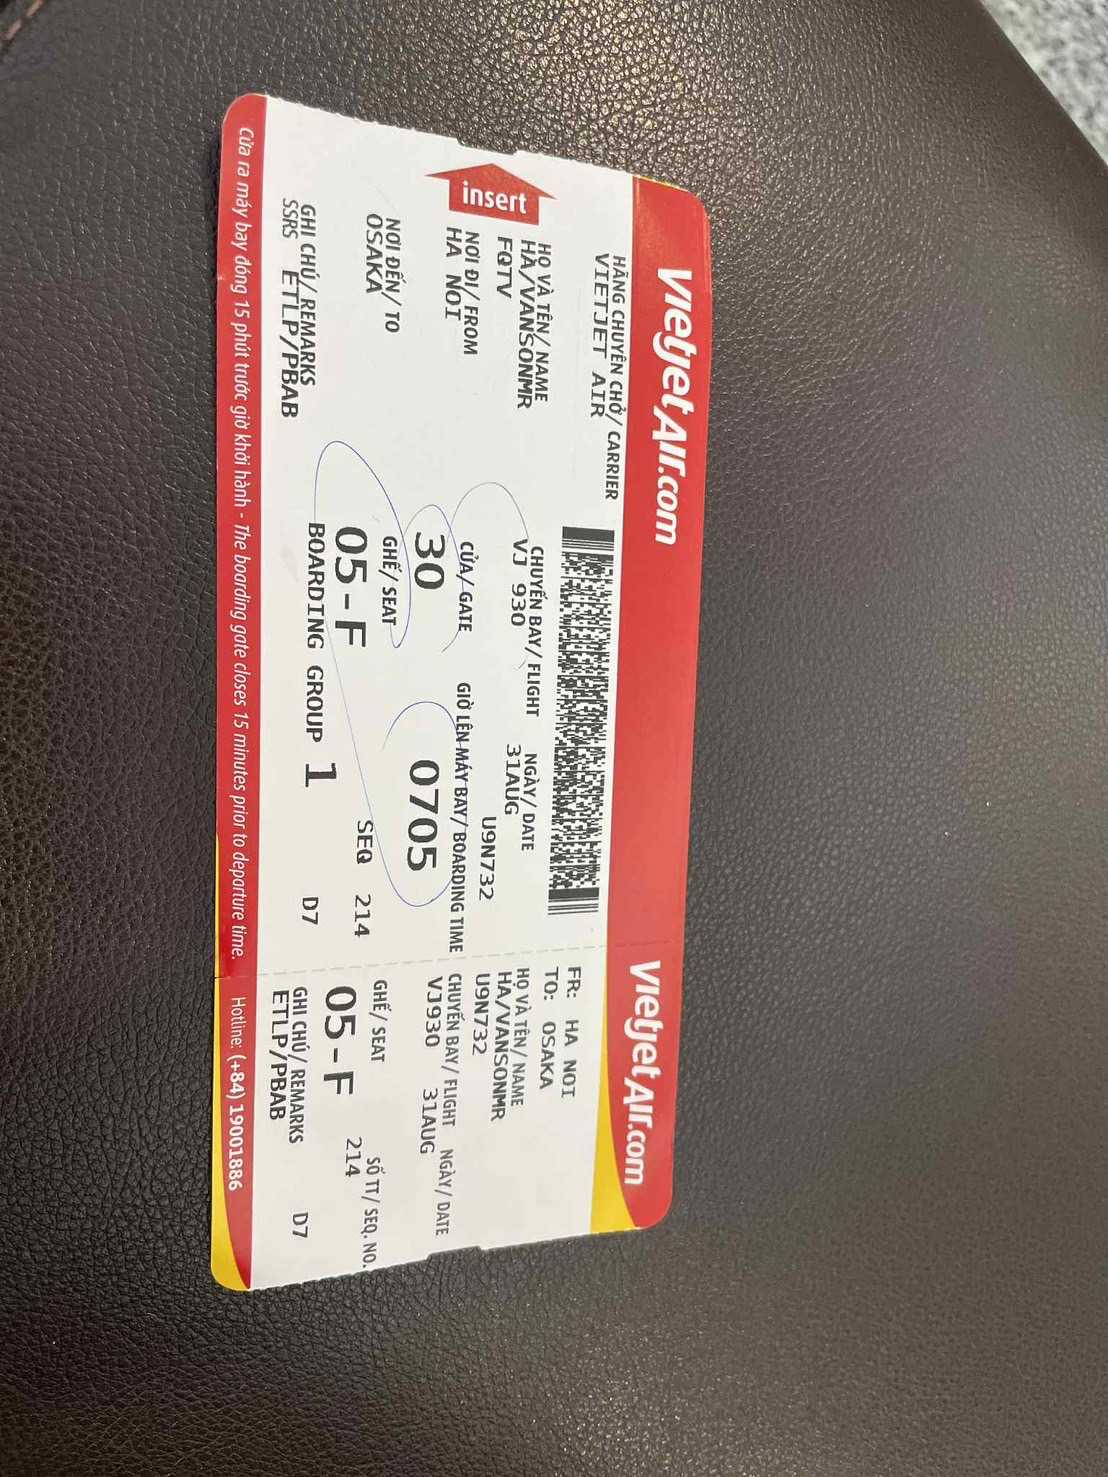 vietjetAir.com
HÃNG CHUYÊN CHỞ/ CARRIER
VIETJET AIR
insert
HỌ VÀ TÊN/ NAME
HA/VANSONMR
FQTV
CHUYẾN BAY/ FLIGHT
VJ 930
NGÀY/ DATE
31AUG
U9N732
NƠI ĐI/ FROM
HA NOI
CỬA/ GATE
30
GIỜ LÊN MÁY BAY/ BOARDING TIME
0705
NƠI ĐẾN/ TO
OSAKA
GHẾ/ SEAT
05-F
SEQ 214
GHI CHÚ/ REMARKS
SSRS ETLP/PBAB
BOARDING GROUP 1
D7
Cửa ra máy bay đóng 15 phút trước giờ khởi hành - The boarding gate closes 15 minutes prior to departure time.
vietjetAir.com
FR: HA NOI
TO: OSAKA
HỌ VÀ TÊN/ NAME
HA/VANSONMR
U9N732
CHUYẾN BAY/ FLIGHT NGÀY/ DATE
VJ930 31AUG
GHẾ/ SEAT
05-F
SỐ TT/ SEQ. NO.
214
GHI CHÚ/ REMARKS
ETLP/PBAB
D7
Hotline: (+84) 19001886